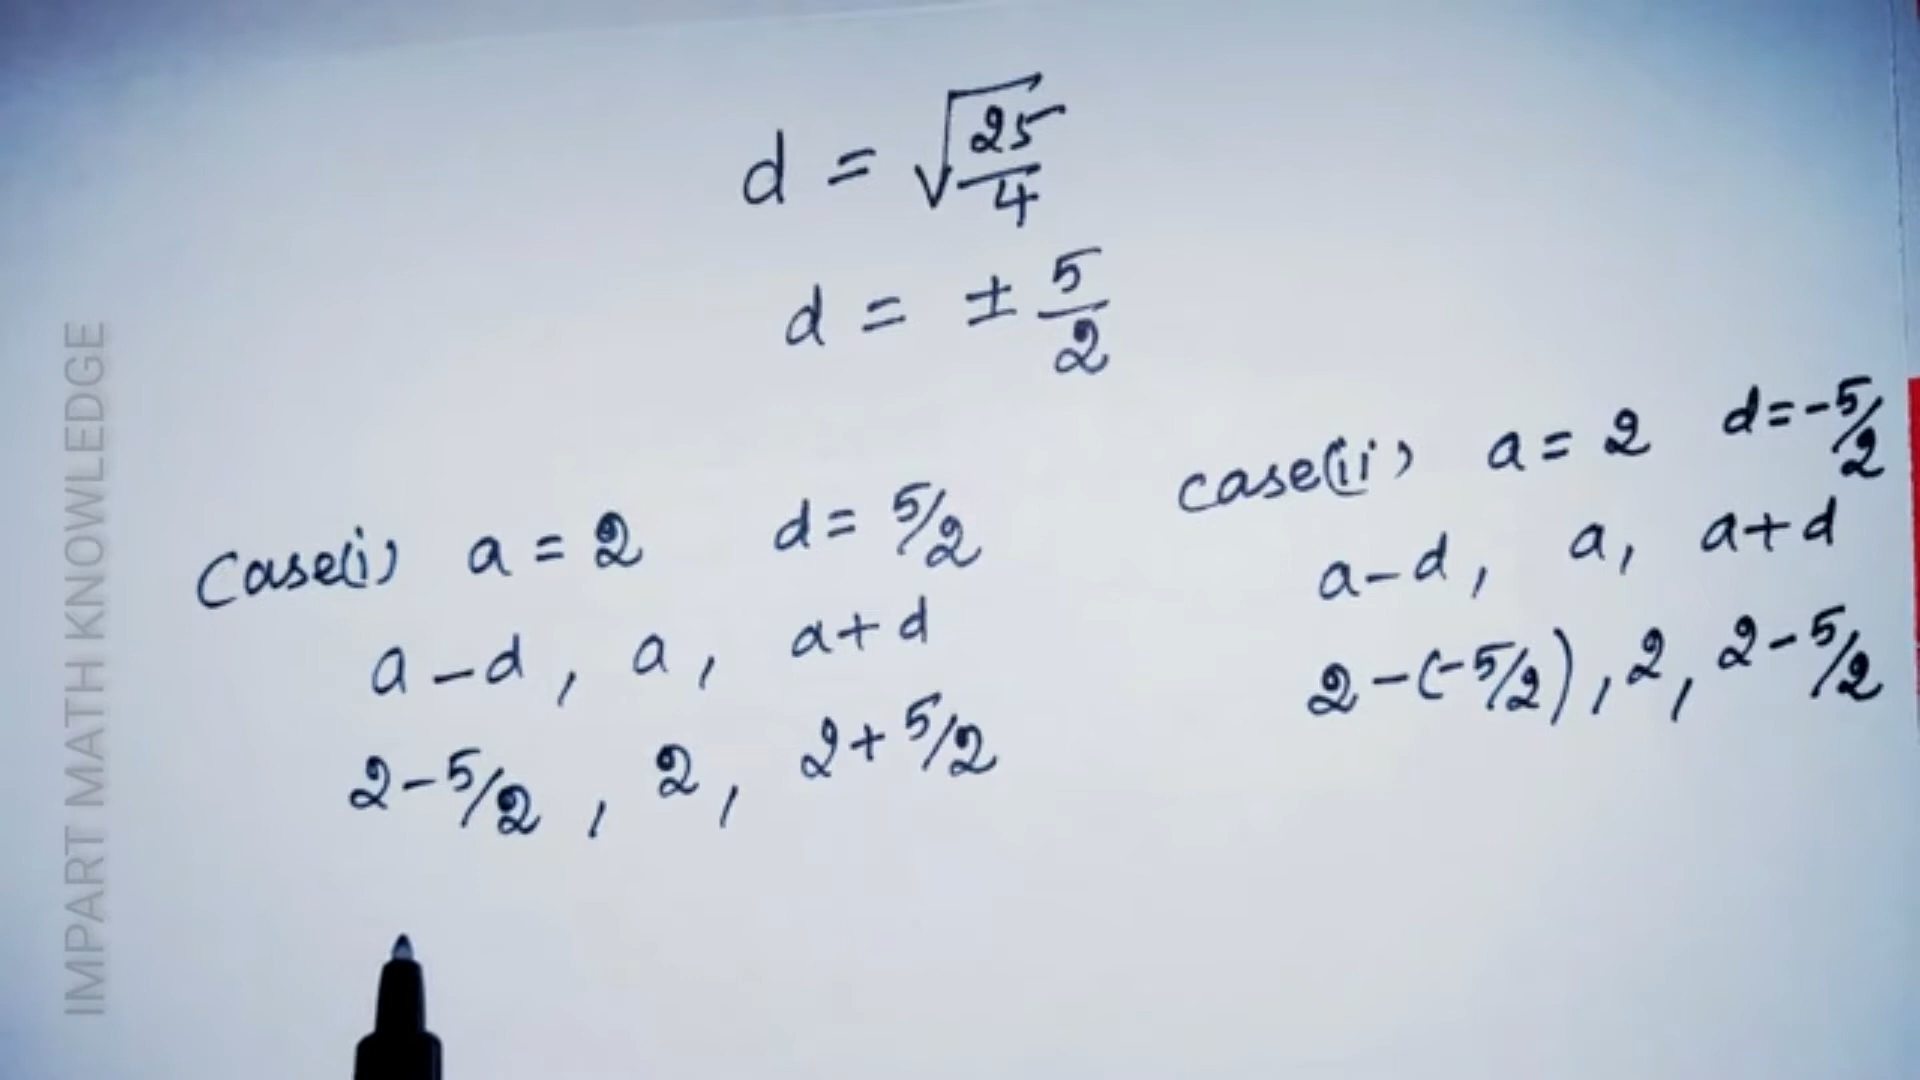 d = √25/4
d = ± 5/2
Case(i) a = 2 d = 5/2
a - d, a, a + d
2 - 5/2, 2, 2 + 5/2
case(ii) a = 2 d = -5/2
a - d, a, a + d
2 - (-5/2), 2, 2 - 5/2
IMPART MATH KNOWLEDGE